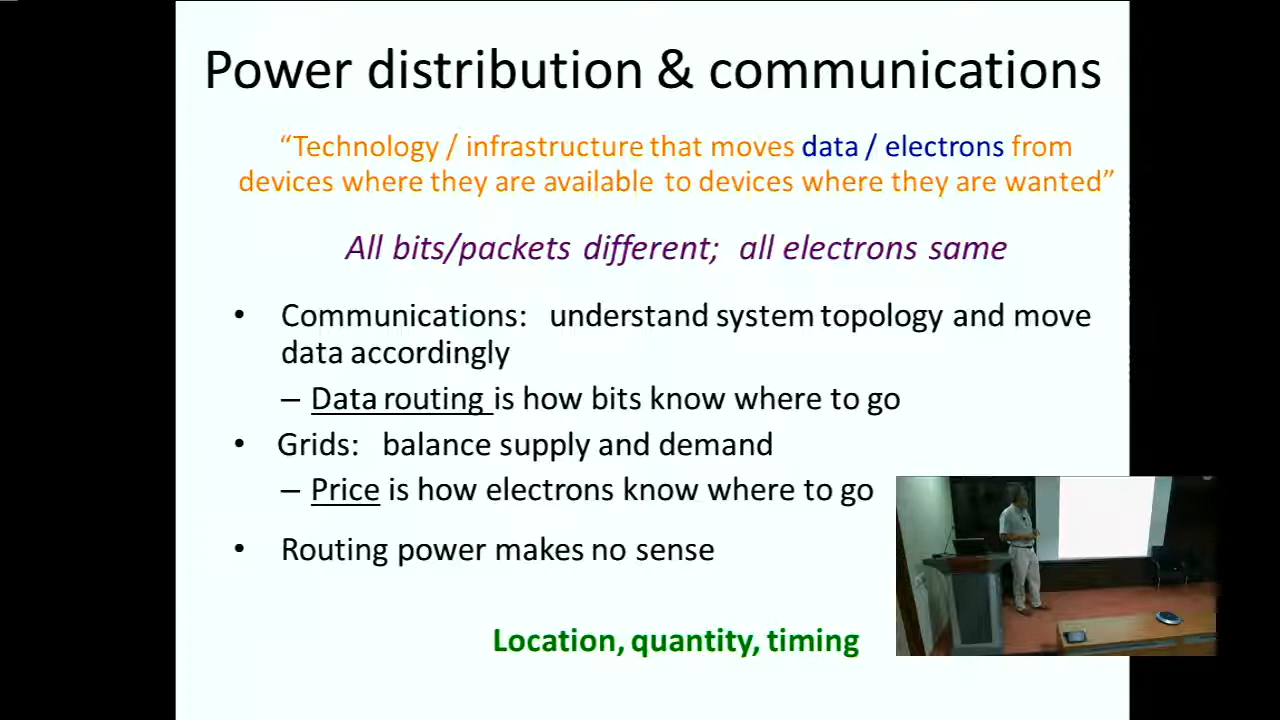 Power distribution & communications
“Technology / infrastructure that moves data / electrons from
devices where they are available to devices where they are wanted”
All bits/packets different; all electrons same
• Communications: understand system topology and move
data accordingly
– Data routing is how bits know where to go
• Grids: balance supply and demand
– Price is how electrons know where to go
• Routing power makes no sense
Location, quantity, timing